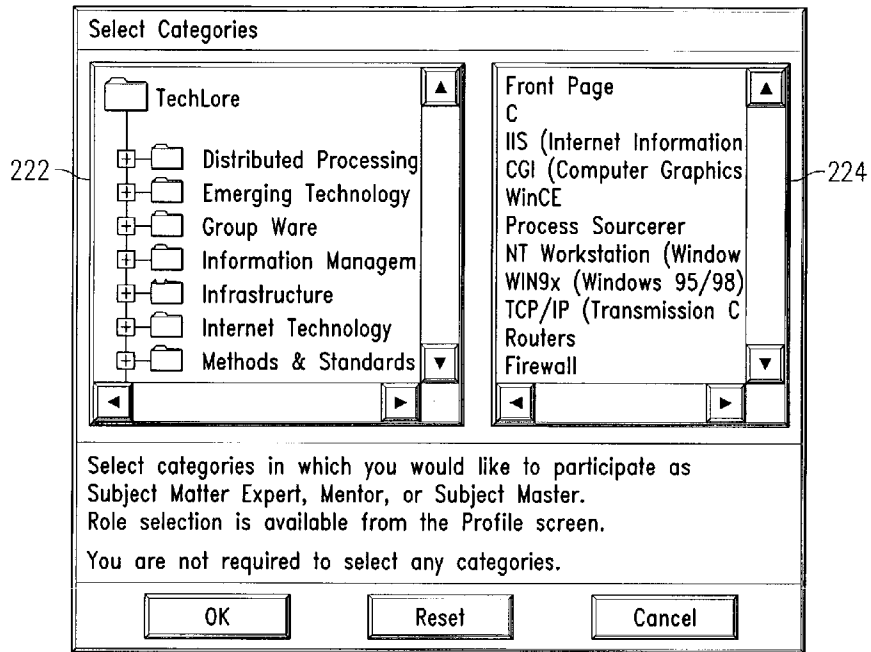 Select Categories
TechLore
Distributed Processing
Emerging Technology
Group Ware
Information Managem
Infrastructure
Internet Technology
Methods & Standards
222
Front Page
C
IIS (Internet Information
CGI (Computer Graphics
WinCE
Process Sourcerer
NT Workstation (Window
WIN9x (Windows 95/98)
TCP/IP (Transmission C
Routers
Firewall
224
Select categories in which you would like to participate as
Subject Matter Expert, Mentor, or Subject Master.
Role selection is available from the Profile screen.
You are not required to select any categories.
OK
Reset
Cancel